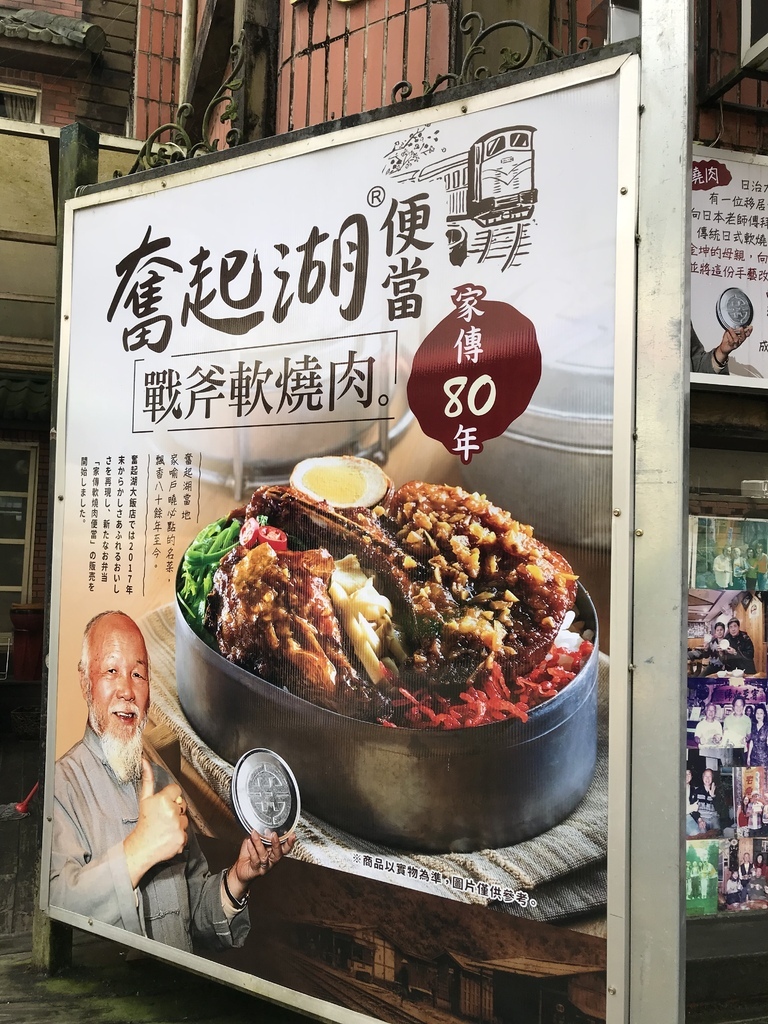 奮起湖®
便當
「戰斧軟燒肉。」
家傳
80
年
奮起湖當地
家喻戶曉必點的名菜，
飄香八十餘年至今。
奮起湖大飯店では2017年
末からかしさあふれるおいし
さを再現し、新たなお弁当
「家傳軟燒肉便當」の販売を
開始しました。
※商品以實物為準，圖片僅供參考。
燒肉
日治
有一位移居
向日本老師傅拜
傳統日式軟燒
金坤的母親，向
並將這份手藝改
成